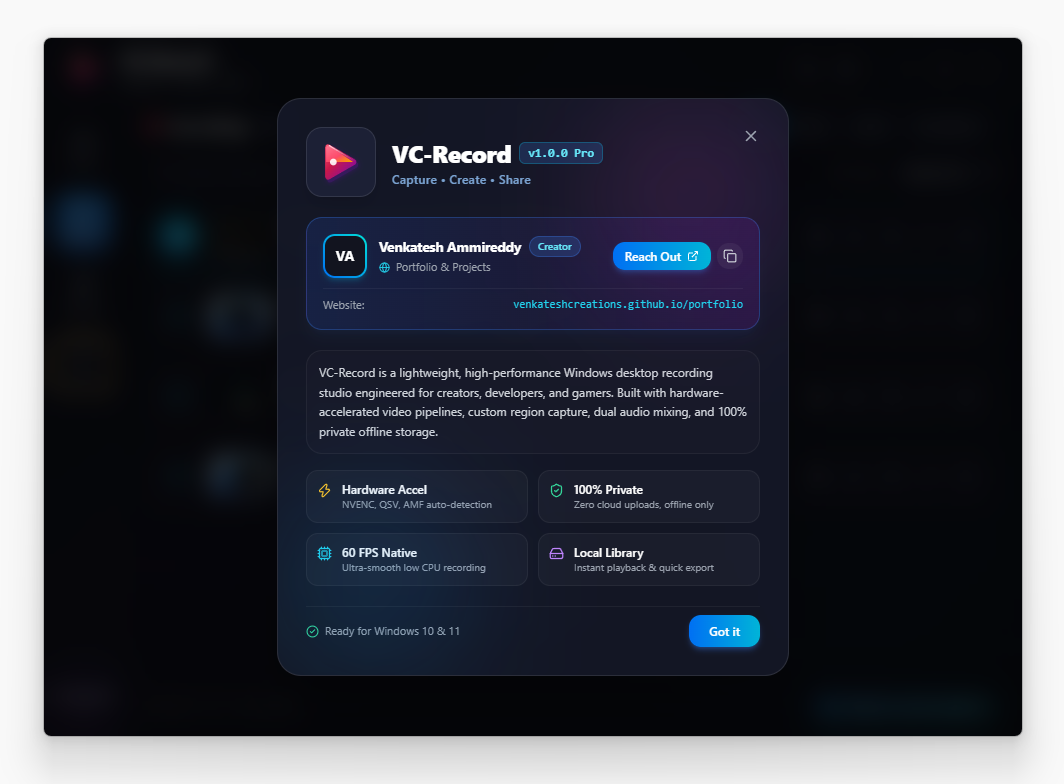 VC-Record v1.0.0 Pro
Capture • Create • Share
VA
Venkatesh Ammireddy Creator
Portfolio & Projects
Reach Out
Website: venkateshcreations.github.io/portfolio
VC-Record is a lightweight, high-performance Windows desktop recording
studio engineered for creators, developers, and gamers. Built with hardware-
accelerated video pipelines, custom region capture, dual audio mixing, and 100%
private offline storage.
Hardware Accel
NVENC, QSV, AMF auto-detection
100% Private
Zero cloud uploads, offline only
60 FPS Native
Ultra-smooth low CPU recording
Local Library
Instant playback & quick export
Ready for Windows 10 & 11
Got it